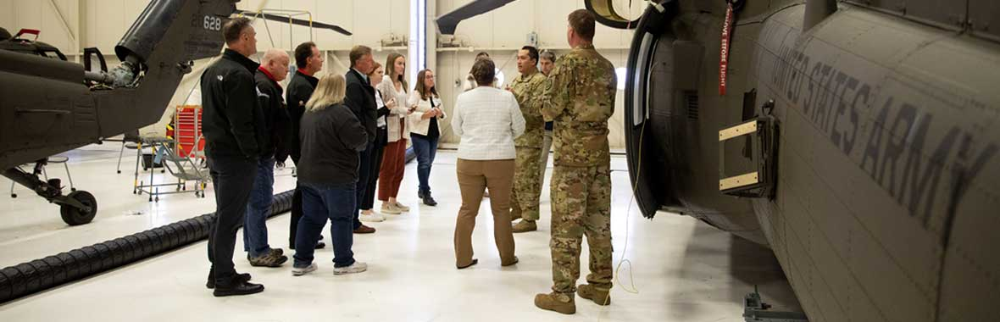 628
REMOVE BEFORE FLIGHT
UNITED STATES ARMY